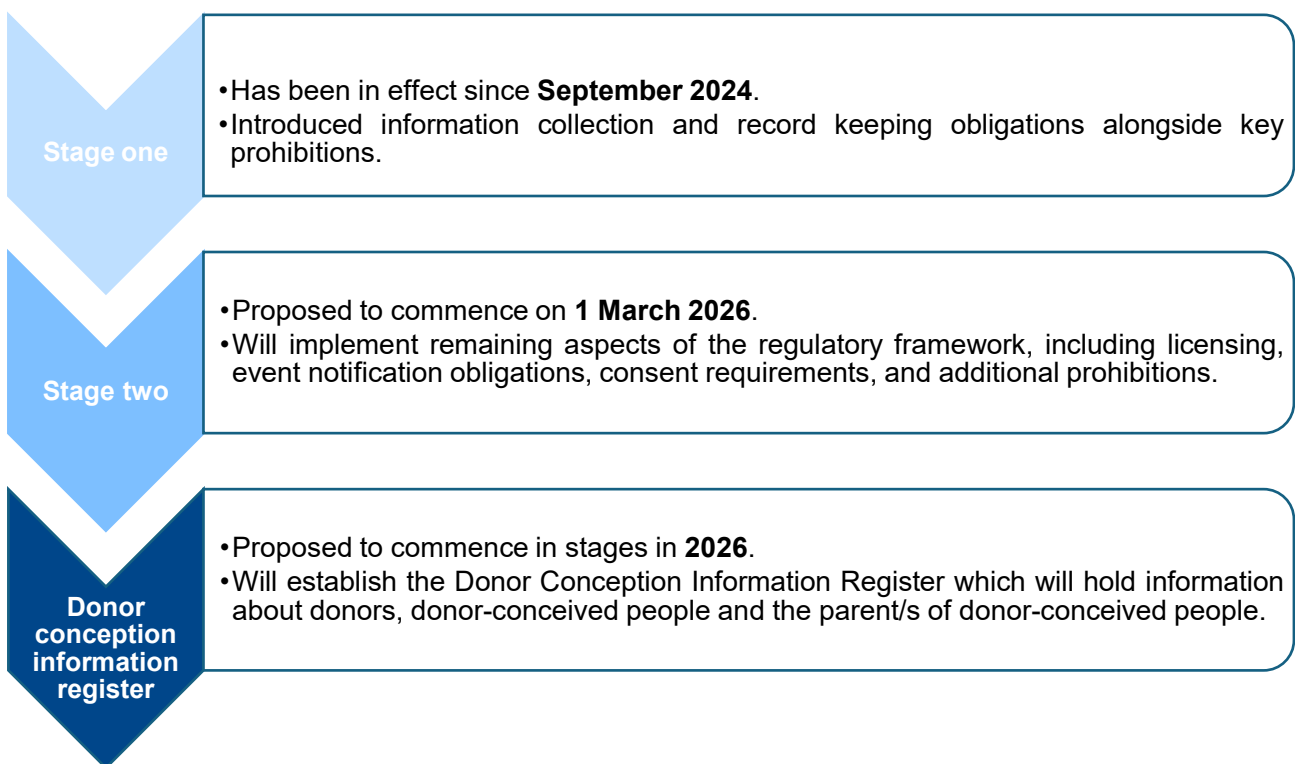 Stage one
•Has been in effect since September 2024.
•Introduced information collection and record keeping obligations alongside key
prohibitions.
Stage two
•Proposed to commence on 1 March 2026.
•Will implement remaining aspects of the regulatory framework, including licensing,
event notification obligations, consent requirements, and additional prohibitions.
Donor
conception
information
register
•Proposed to commence in stages in 2026.
•Will establish the Donor Conception Information Register which will hold information
about donors, donor-conceived people and the parent/s of donor-conceived people.